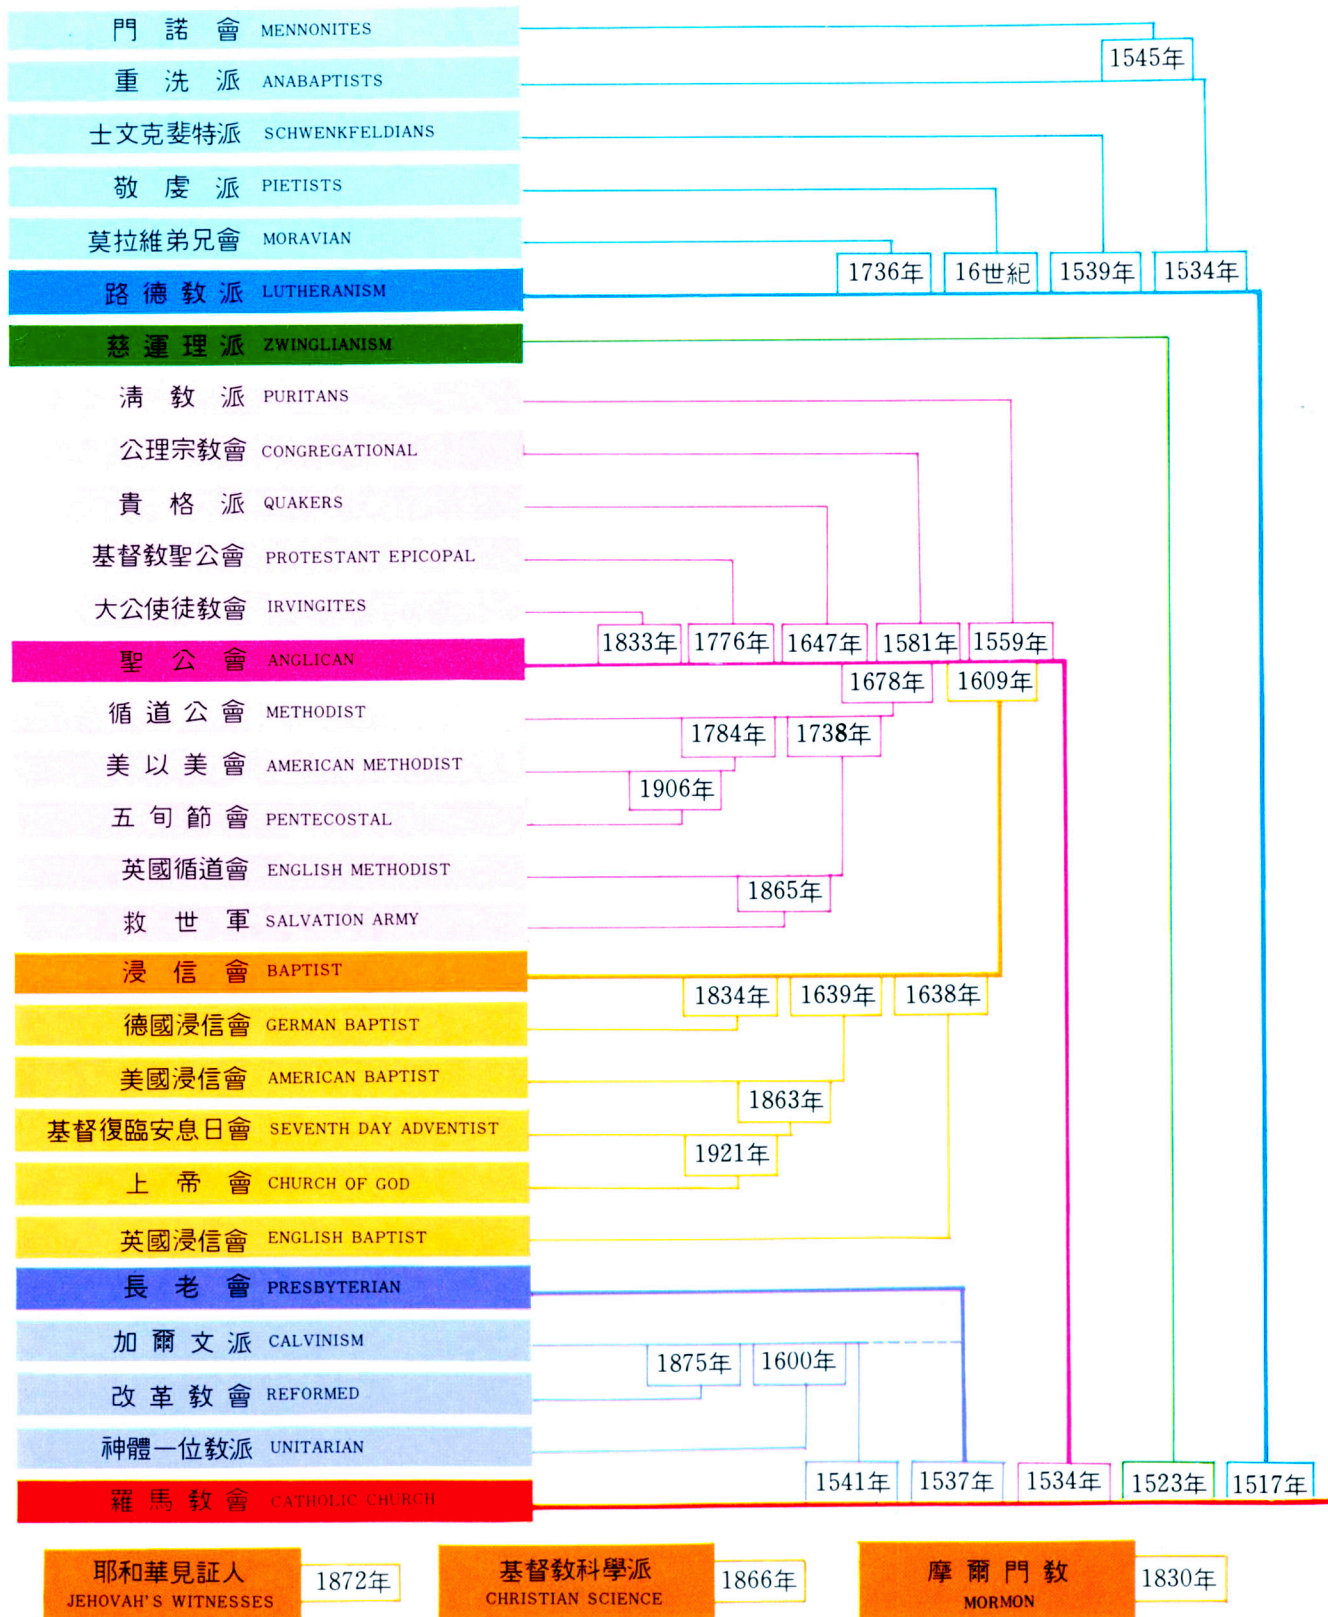 門諾會 MENNONITES
1545年
重洗派 ANABAPTISTS
士文克斐特派 SCHWENKFELDIANS
敬虔派 PIETISTS
莫拉維弟兄會 MORAVIAN
1736年 16世紀 1539年 1534年
路德教派 LUTHERANISM
慈運理派 ZWINGLIANISM
清教派 PURITANS
公理宗教會 CONGREGATIONAL
貴格派 QUAKERS
基督教聖公會 PROTESTANT EPICOPAL
大公使徒教會 IRVINGITES
1833年 1776年 1647年 1581年 1559年
聖公會 ANGLICAN
1678年 1609年
循道公會 METHODIST
1784年 1738年
美以美會 AMERICAN METHODIST
1906年
五旬節會 PENTECOSTAL
英國循道會 ENGLISH METHODIST
1865年
救世軍 SALVATION ARMY
浸信會 BAPTIST
1834年 1639年 1638年
德國浸信會 GERMAN BAPTIST
美國浸信會 AMERICAN BAPTIST
1863年
基督復臨安息日會 SEVENTH DAY ADVENTIST
1921年
上帝會 CHURCH OF GOD
英國浸信會 ENGLISH BAPTIST
長老會 PRESBYTERIAN
加爾文派 CALVINISM
1875年 1600年
改革教會 REFORMED
神體一位教派 UNITARIAN
1541年 1537年 1534年 1523年 1517年
羅馬教會 CATHOLIC CHURCH
耶和華見証人
JEHOVAH'S WITNESSES
1872年
基督教科學派
CHRISTIAN SCIENCE
1866年
摩爾門教
MORMON
1830年